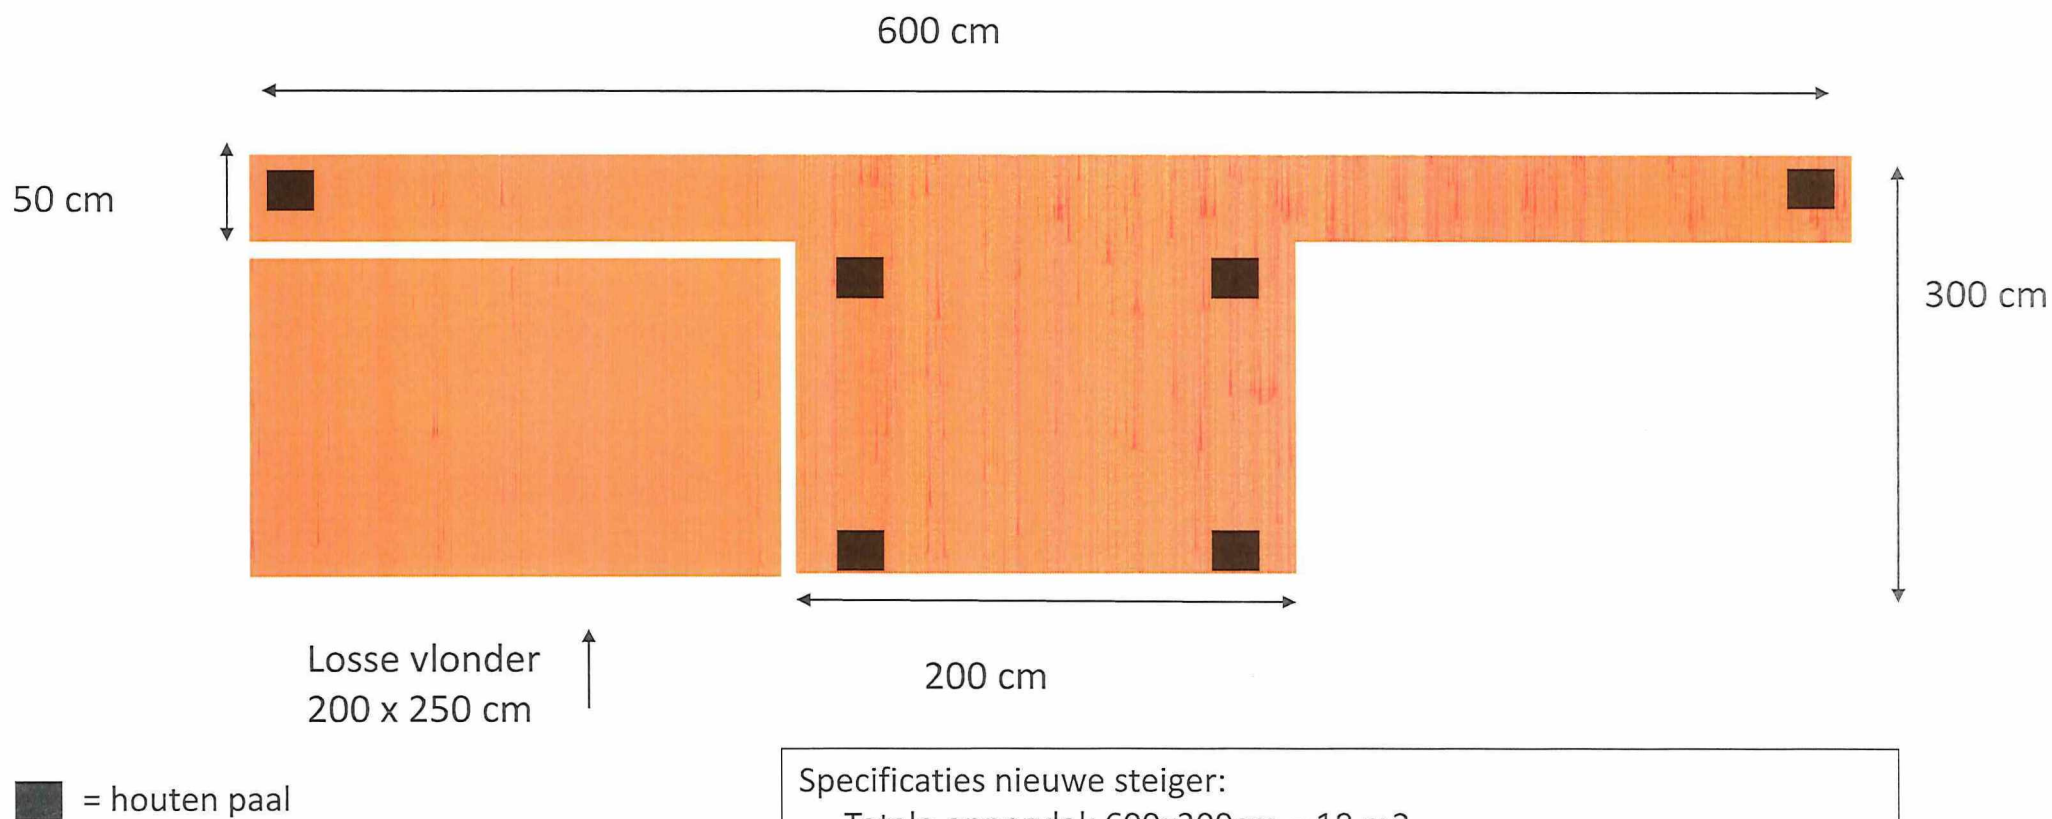 600 cm
50 cm
300 cm
Losse vlonder
200 x 250 cm
200 cm
= houten paal
Specificaties nieuwe steiger: